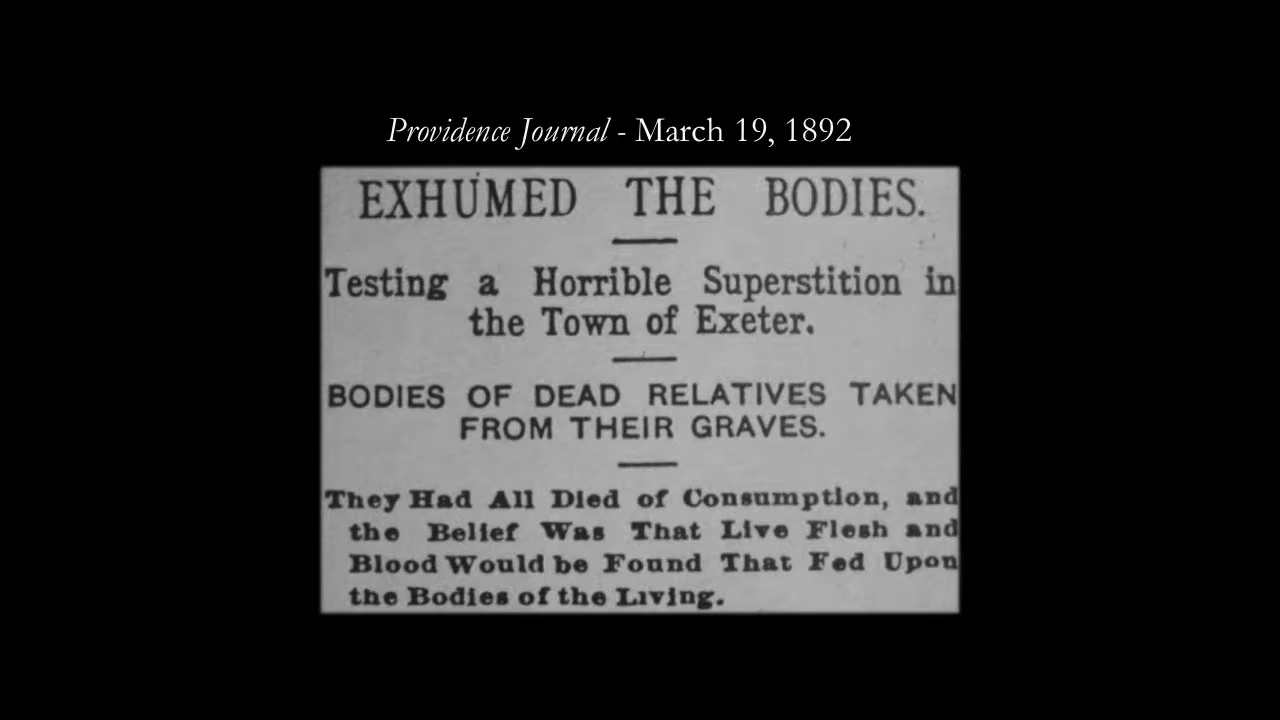 Providence Journal - March 19, 1892
EXHUMED THE BODIES.
Testing a Horrible Superstition in
the Town of Exeter.
BODIES OF DEAD RELATIVES TAKEN
FROM THEIR GRAVES.
They Had All Died of Consumption, and
the Belief Was That Live Flesh and
Blood Would be Found That Fed Upon
the Bodies of the Living.